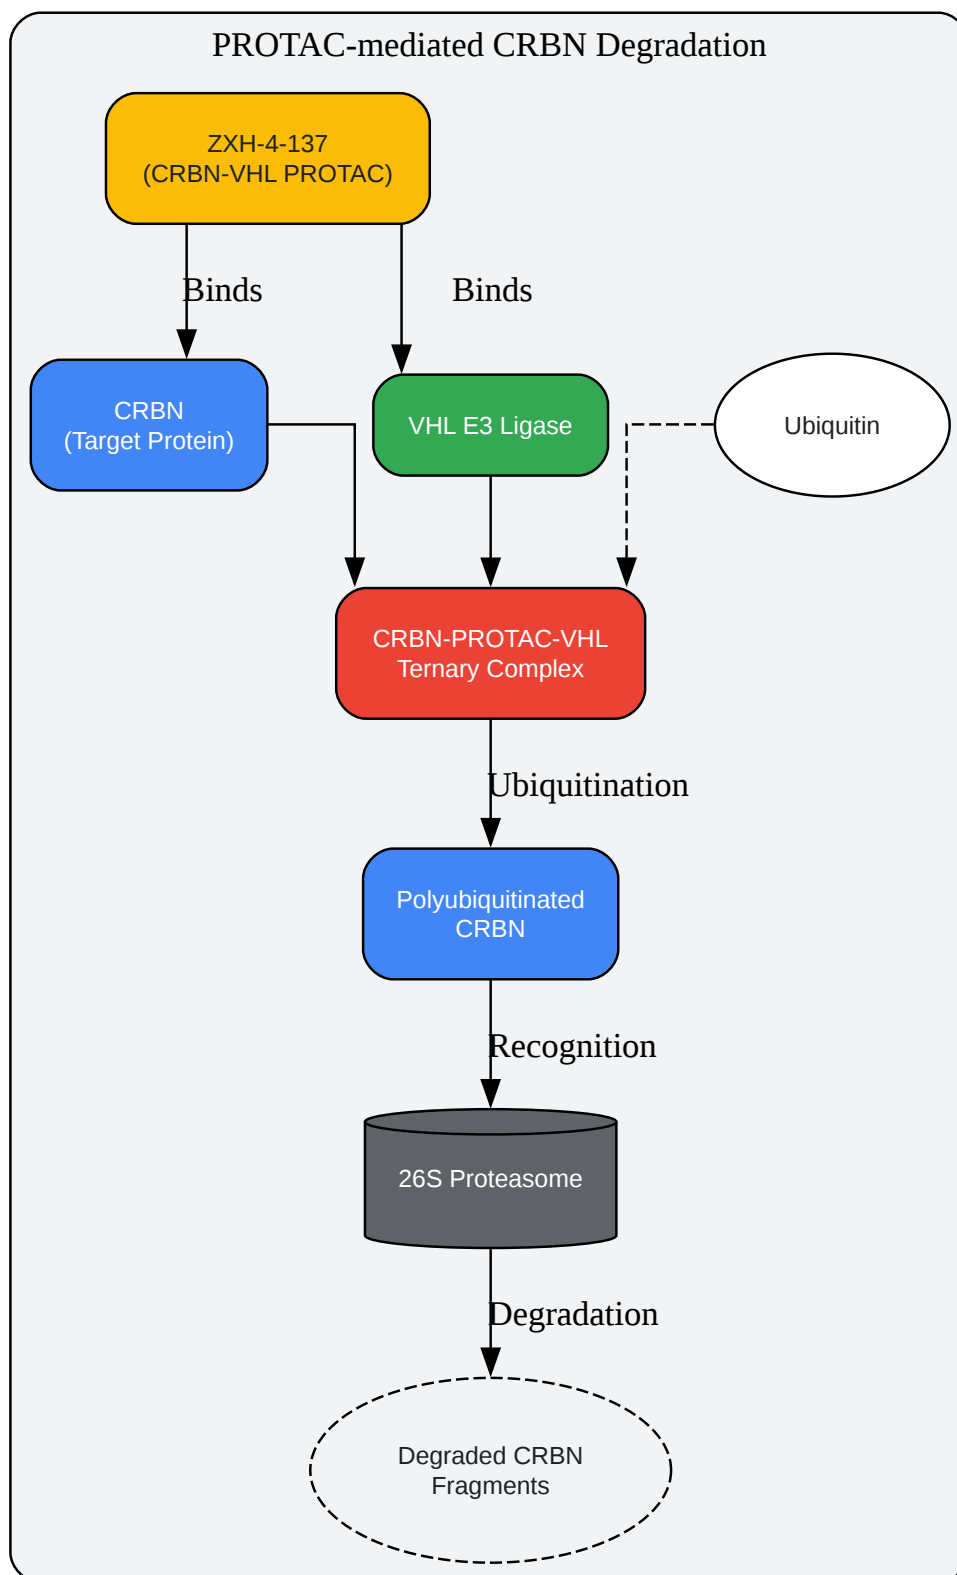 PROTAC-mediated CRBN Degradation
ZXH-4-137
(CRBN-VHL PROTAC)
Binds
Binds
CRBN
(Target Protein)
VHL E3 Ligase
Ubiquitin
CRBN-PROTAC-VHL
Ternary Complex
Ubiquitination
Polyubiquitinated
CRBN
Recognition
26S Proteasome
Degradation
Degraded CRBN
Fragments